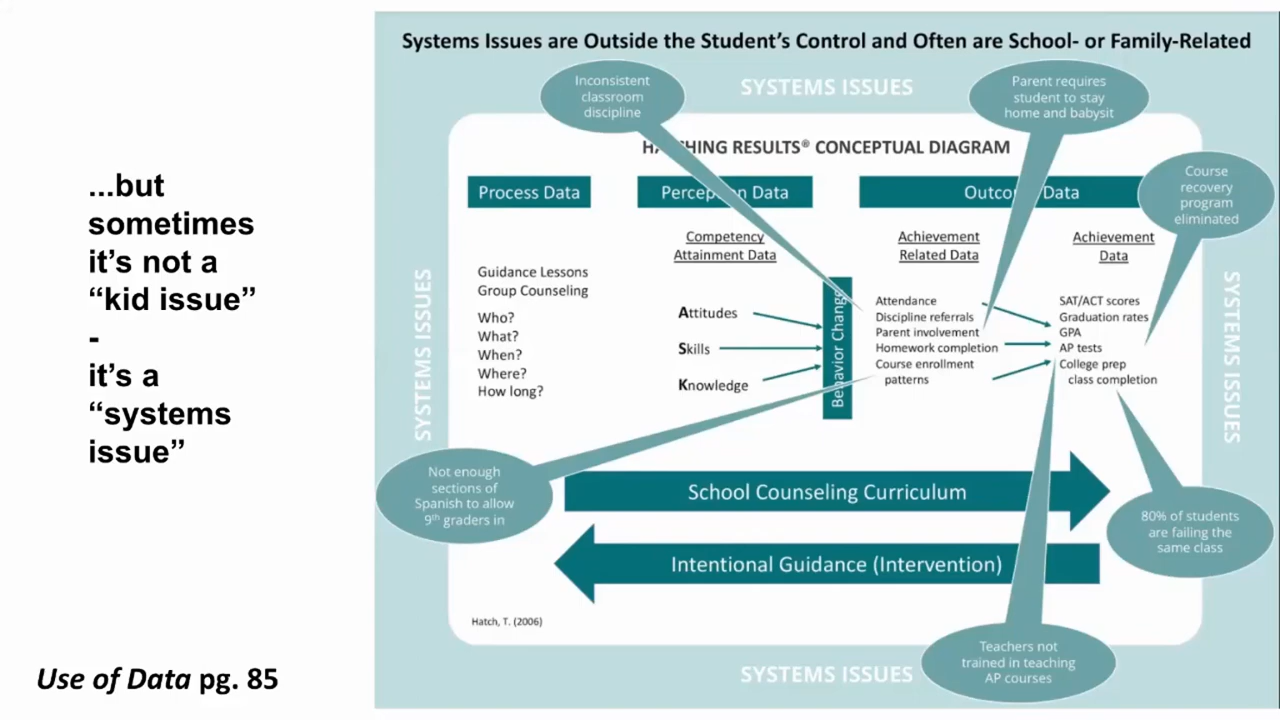 ...but
sometimes
it’s not a
“kid issue”
-
it’s a
“systems
issue”
Use of Data pg. 85
Systems Issues are Outside the Student’s Control and Often are School- or Family-Related
SYSTEMS ISSUES
Inconsistent
classroom
discipline
Parent requires
student to stay
home and babysit
Course
recovery
program
eliminated
CONCEPTUAL DIAGRAM
RESULTS®
Process Data
Data
Data
Guidance Lessons
Group Counseling
Who?
What?
When?
Where?
How long?
Competency
Attainment Data
Attitudes
Skills
Knowledge
Behavior Change
Achievement
Related Data
Attendance
Discipline referrals
Parent involvement
Homework completion
Course enrollment
patterns
Achievement
Data
SAT/ACT scores
Graduation rates
GPA
AP tests
College prep
class completion
SYSTEMS ISSUES
SYSTEMS ISSUES
Not enough
sections of
Spanish to allow
9th graders in
School Counseling Curriculum
Intentional Guidance (Intervention)
80% of students
are failing the
same class
Hatch, T. (2006)
Teachers not
trained in teaching
AP courses
SYSTEMS ISSUES